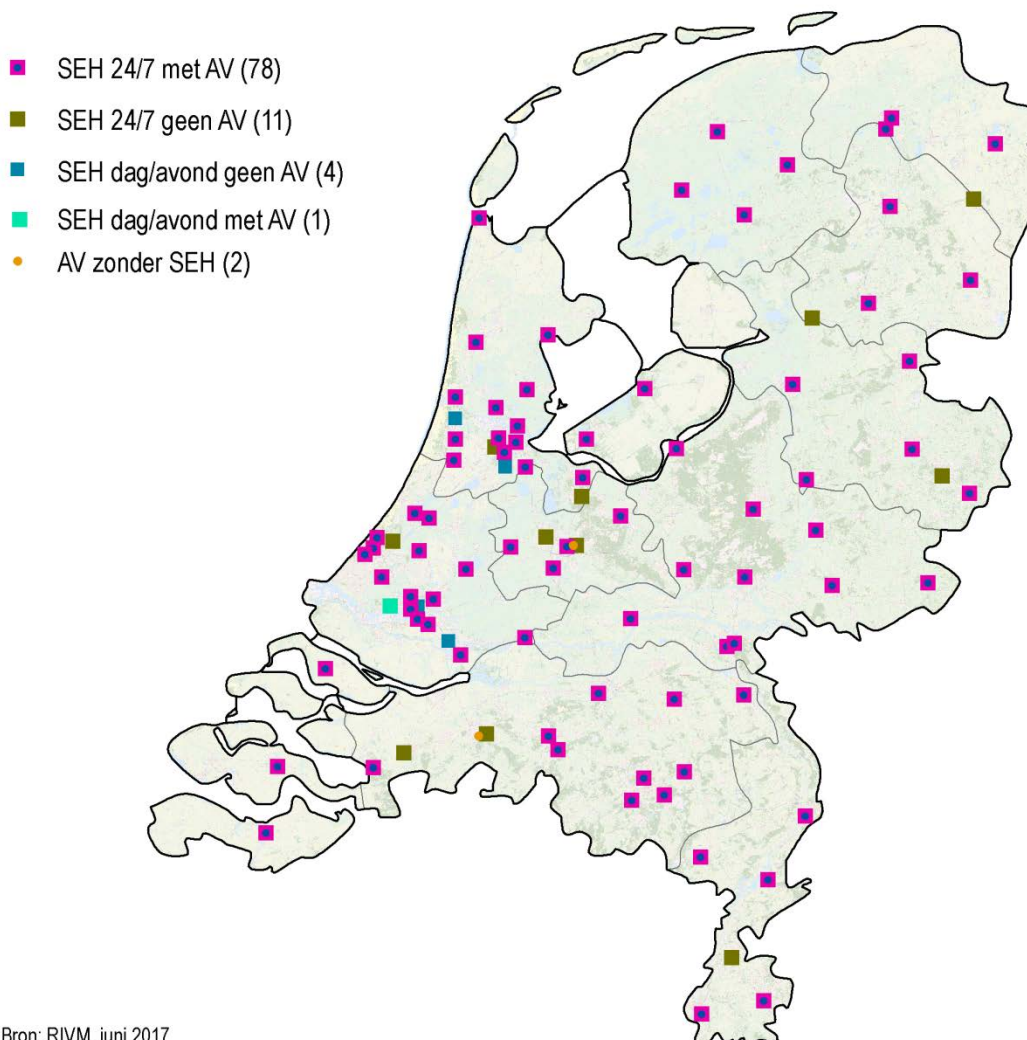 SEH 24/7 met AV (78)
SEH 24/7 geen AV (11)
SEH dag/avond geen AV (4)
SEH dag/avond met AV (1)
AV zonder SEH (2)
Bron: RIVM, juni 2017